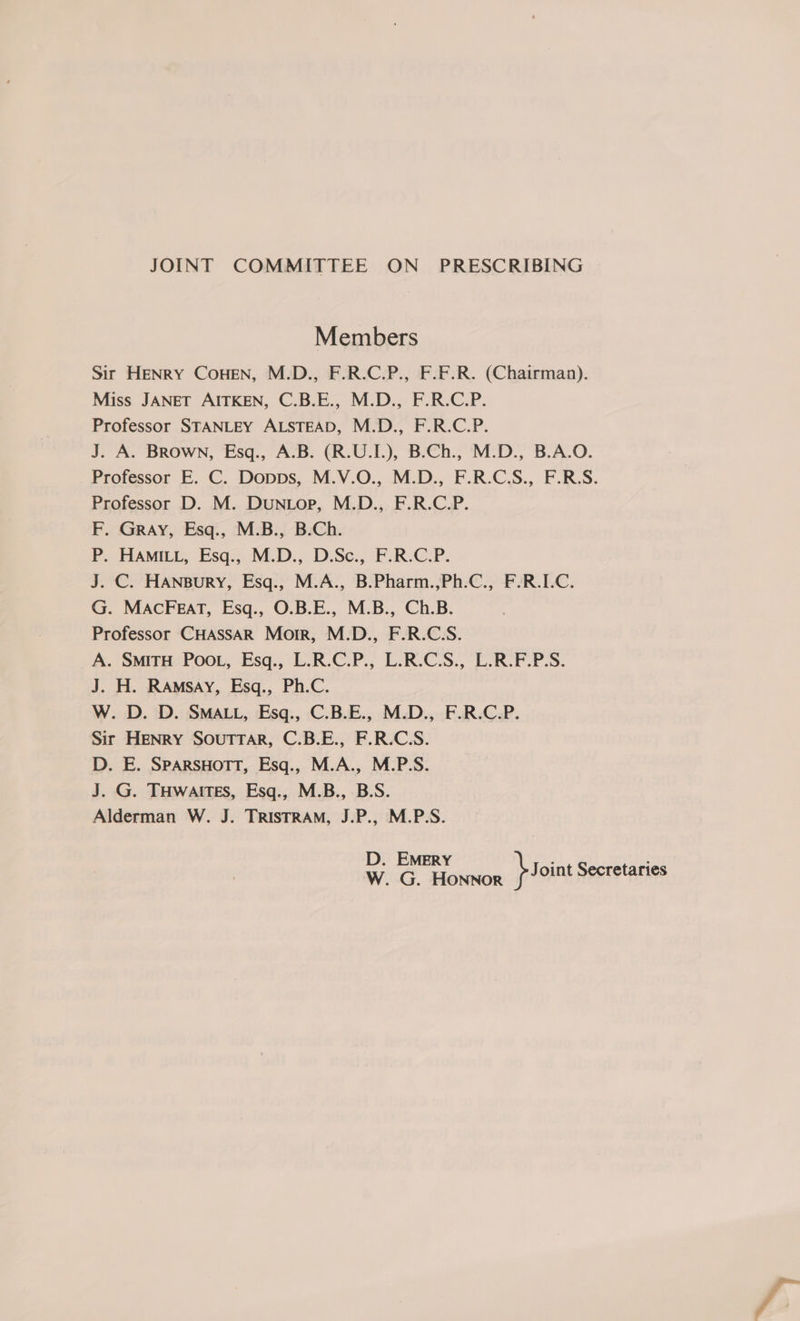 JOINT COMMITTEE ON PRESCRIBING
Members
Sir HENRY COHEN, M.D., F.R.C.P., F.F.R. (Chairman).
Miss JANET AITKEN, C.B.E., M.D., F.R.C.P.
Professor STANLEY ALSTEAD, M.D., F.R.C.P.
J. A. BROWN, Esq., A.B. (R.U.I.), B.Ch., M.D., B.A.O.
Professor E. C. DODDS, M.V.O., M.D., F.R.C.S., F.R.S.
Professor D. M. DUNLOP, M.D., F.R.C.P.
F. GRAY, Esq., M.B., B.Ch.
P. HAMILL, Esq., M.D., D.Sc., F.R.C.P.
J. C. HANBURY, Esq., M.A., B.Pharm.,Ph.C., F.R.I.C.
G. MACFEAT, Esq., O.B.E., M.B., Ch.B.
Professor CHASSAR MOIR, M.D., F.R.C.S.
A. SMITH POOL, Esq., L.R.C.P., L.R.C.S., L.R.F.P.S.
J. H. RAMSAY, Esq., Ph.C.
W. D. D. SMALL, Esq., C.B.E., M.D., F.R.C.P.
Sir HENRY SOUTTAR, C.B.E., F.R.C.S.
D. E. SPARSHOTT, Esq., M.A., M.P.S.
J. G. THWAITES, Esq., M.B., B.S.
Alderman W. J. TRISTRAM, J.P., M.P.S.
D. EMERY
W. G. HONNOR } Joint Secretaries